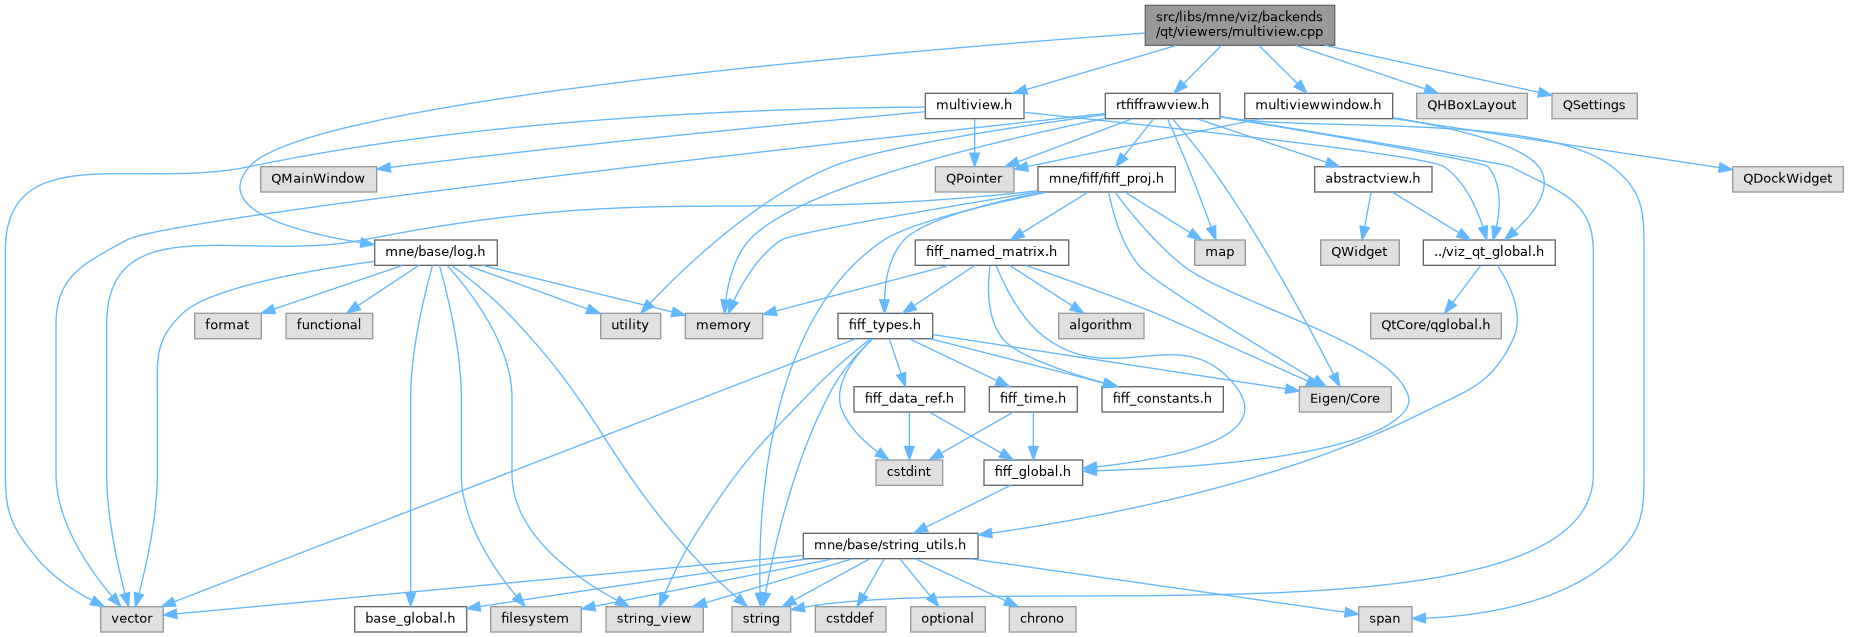 src/libs/mne/viz/backends
/qt/viewers/multiview.cpp
multiview.h
rtfiffrawview.h
multiviewwindow.h
QHBoxLayout
QSettings
QMainWindow
QPointer
mne/fiff/fiff_proj.h
abstractview.h
QDockWidget
mne/base/log.h
fiff_named_matrix.h
map
QWidget
../viz_qt_global.h
format
functional
utility
memory
fiff_types.h
algorithm
QtCore/qglobal.h
fiff_data_ref.h
fiff_time.h
fiff_constants.h
Eigen/Core
cstdint
fiff_global.h
mne/base/string_utils.h
vector
base_global.h
filesystem
string_view
string
cstddef
optional
chrono
span